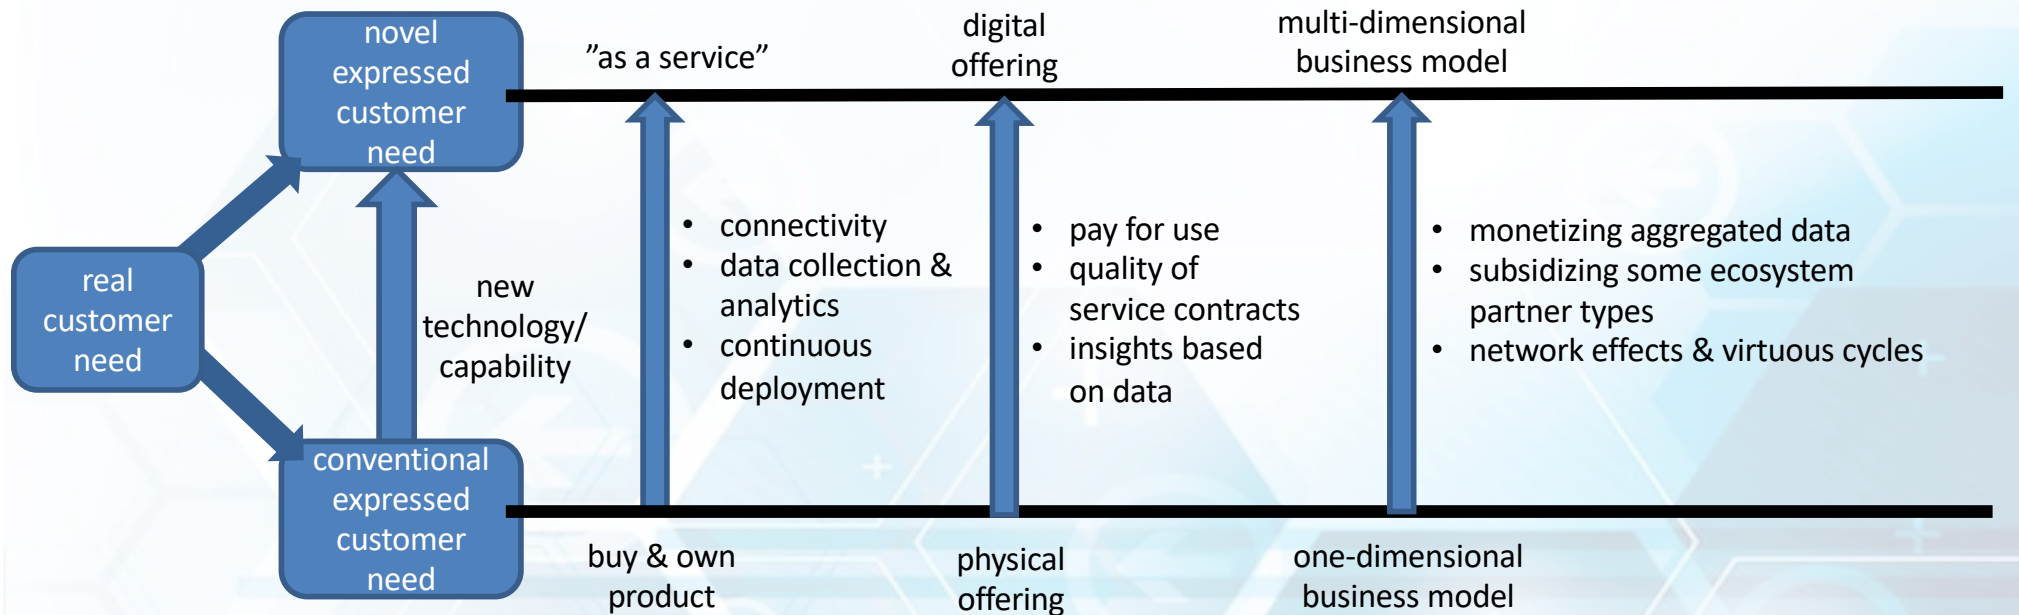 novel
expressed
customer
need
”as a service”
digital
offering
multi-dimensional
business model
real
customer
need
new
technology/
capability
• connectivity
• data collection &
analytics
• continuous
deployment
• pay for use
• quality of
service contracts
• insights based
on data
• monetizing aggregated data
• subsidizing some ecosystem
partner types
• network effects & virtuous cycles
conventional
expressed
customer
need
buy & own
product
physical
offering
one-dimensional
business model